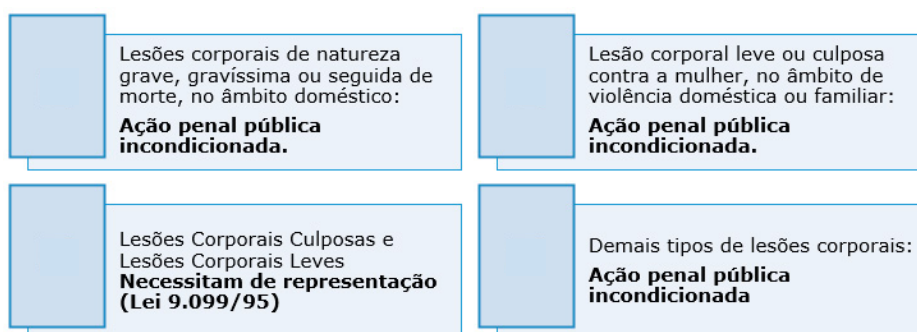 Lesões corporais de natureza
grave, gravíssima ou seguida de
morte, no âmbito doméstico:
Ação penal pública
incondicionada.
Lesão corporal leve ou culposa
contra a mulher, no âmbito de
violência doméstica ou familiar:
Ação penal pública
incondicionada.
Lesões Corporais Culposas e
Lesões Corporais Leves
Necessitam de representação
(Lei 9.099/95)
Demais tipos de lesões corporais:
Ação penal pública
incondicionada